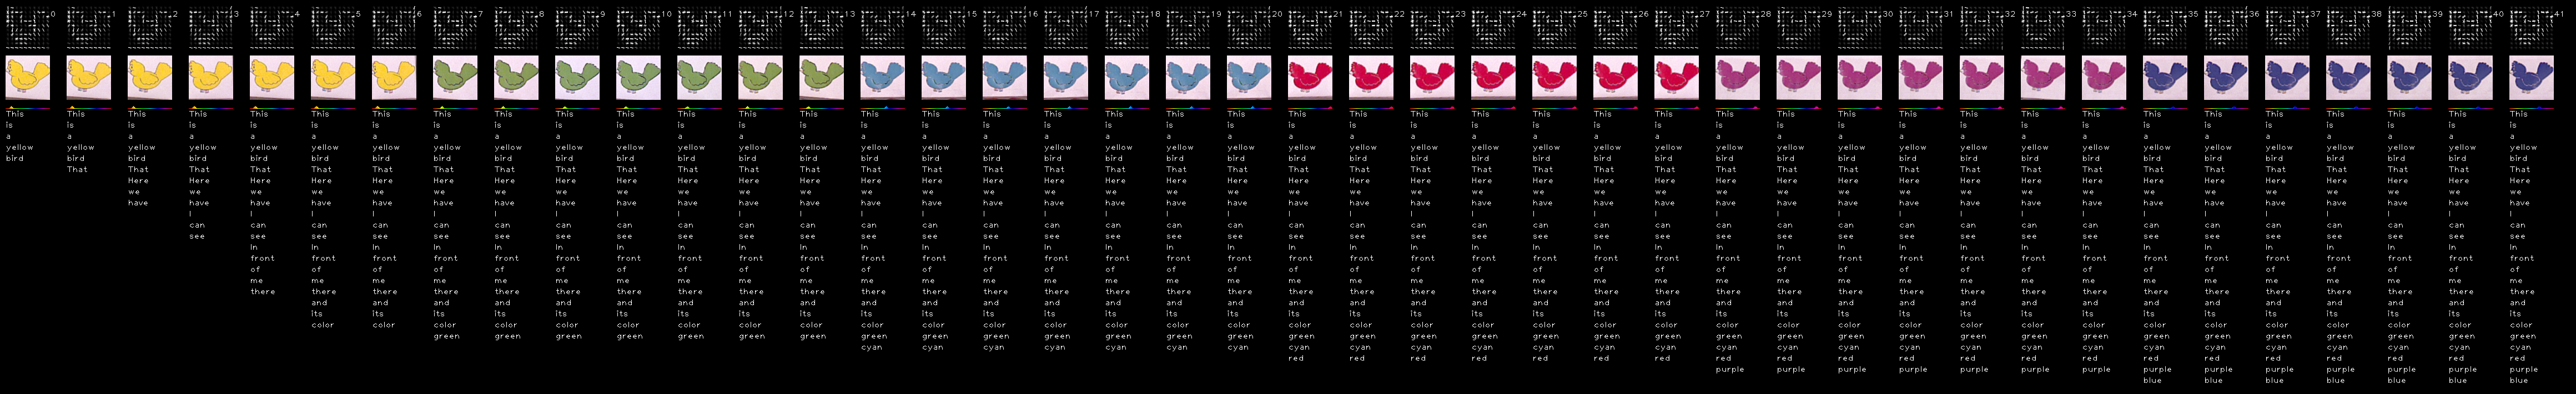 0 1 2 3 4 5 6 7 8 9 10 11 12 13 14 15 16 17 18 19 20 21 22 23 24 25 26 27 28 29 30 31 32 33 34 35 36 37 38 39 40 41
This This This This This This This This This This This This This This This This This This This This This This This This This This This This This This This This This This This This This This This This This This
is is is is is is is is is is is is is is is is is is is is is is is is is is is is is is is is is is is is is is is is is is
a a a a a a a a a a a a a a a a a a a a a a a a a a a a a a a a a a a a a a a a a a
yellow yellow yellow yellow yellow yellow yellow yellow yellow yellow yellow yellow yellow yellow yellow yellow yellow yellow yellow yellow yellow yellow yellow yellow yellow yellow yellow yellow yellow yellow yellow yellow yellow yellow yellow yellow yellow yellow yellow yellow yellow yellow
bird bird bird bird bird bird bird bird bird bird bird bird bird bird bird bird bird bird bird bird bird bird bird bird bird bird bird bird bird bird bird bird bird bird bird bird bird bird bird bird bird bird
That That That That That That That That That That That That That That That That That That That That That That That That That That That That That That That That That That That That That That That That That
Here Here Here Here Here Here Here Here Here Here Here Here Here Here Here Here Here Here Here Here Here Here Here Here Here Here Here Here Here Here Here Here Here Here Here Here Here Here Here Here
we we we we we we we we we we we we we we we we we we we we we we we we we we we we we we we we we we we we we we we we
have have have have have have have have have have have have have have have have have have have have have have have have have have have have have have have have have have have have have have have have
I I I I I I I I I I I I I I I I I I I I I I I I I I I I I I I I I I I I I I I
can can can can can can can can can can can can can can can can can can can can can can can can can can can can can can can can can can can can can can can
see see see see see see see see see see see see see see see see see see see see see see see see see see see see see see see see see see see see see see see
In In In In In In In In In In In In In In In In In In In In In In In In In In In In In In In In In In In In In In
front front front front front front front front front front front front front front front front front front front front front front front front front front front front front front front front front front front front front front
of of of of of of of of of of of of of of of of of of of of of of of of of of of of of of of of of of of of of of
me me me me me me me me me me me me me me me me me me me me me me me me me me me me me me me me me me me me me me
there there there there there there there there there there there there there there there there there there there there there there there there there there there there there there there there there there there there there there
and and and and and and and and and and and and and and and and and and and and and and and and and and and and and and and and and and and and and and and
its its its its its its its its its its its its its its its its its its its its its its its its its its its its its its its its its its its its its
color color color color color color color color color color color color color color color color color color color color color color color color color color color color color color color color color color color color color
green green green green green green green green green green green green green green green green green green green green green green green green green green green green green green green green green green green
cyan cyan cyan cyan cyan cyan cyan cyan cyan cyan cyan cyan cyan cyan cyan cyan cyan cyan cyan cyan cyan cyan cyan cyan cyan cyan cyan cyan
red red red red red red red red red red red red red red red red red red red red red
purple purple purple purple purple purple purple purple purple purple purple purple purple purple
blue blue blue blue blue blue blue